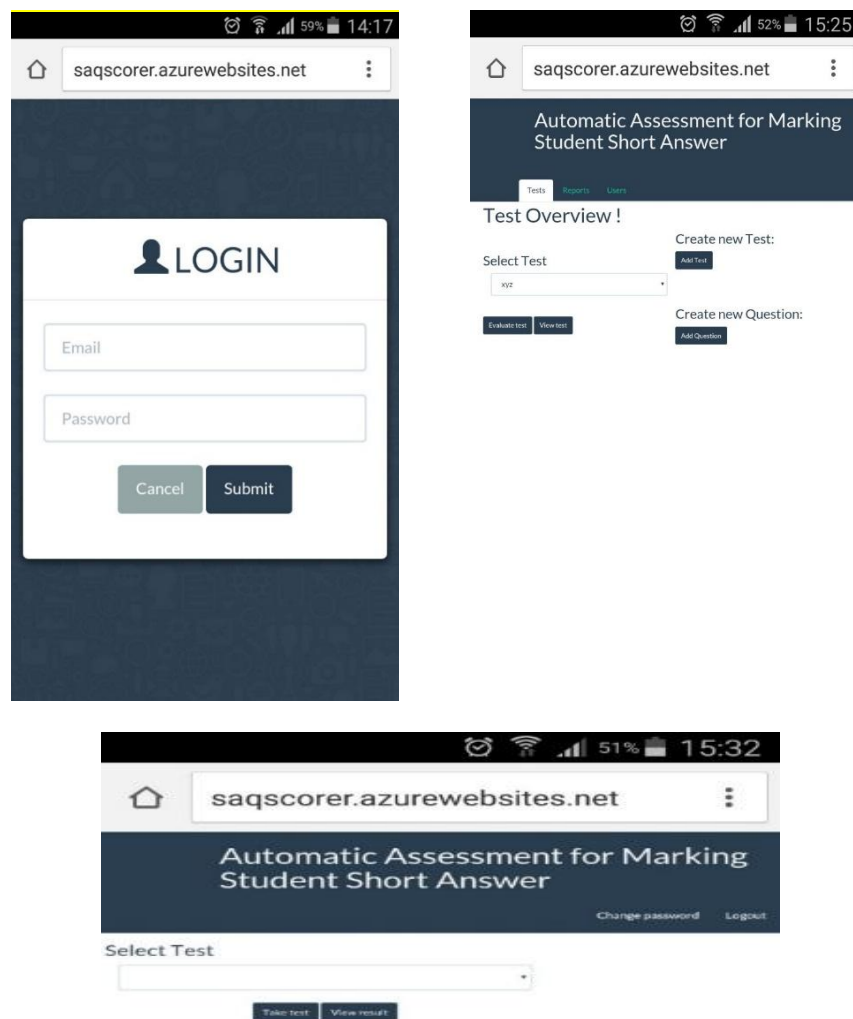 59% 14:17
saqscorer.azurewebsites.net
LOGIN
Email
Password
Cancel Submit
52% 15:25
saqscorer.azurewebsites.net
Automatic Assessment for Marking
Student Short Answer
Tests Reports Users
Test Overview !
Select Test
xyz
Evaluate test View test
Create new Test:
Add Test
Create new Question:
Add Question
51% 15:32
saqscorer.azurewebsites.net
Automatic Assessment for Marking
Student Short Answer
Change password Logout
Select Test
Take test View result